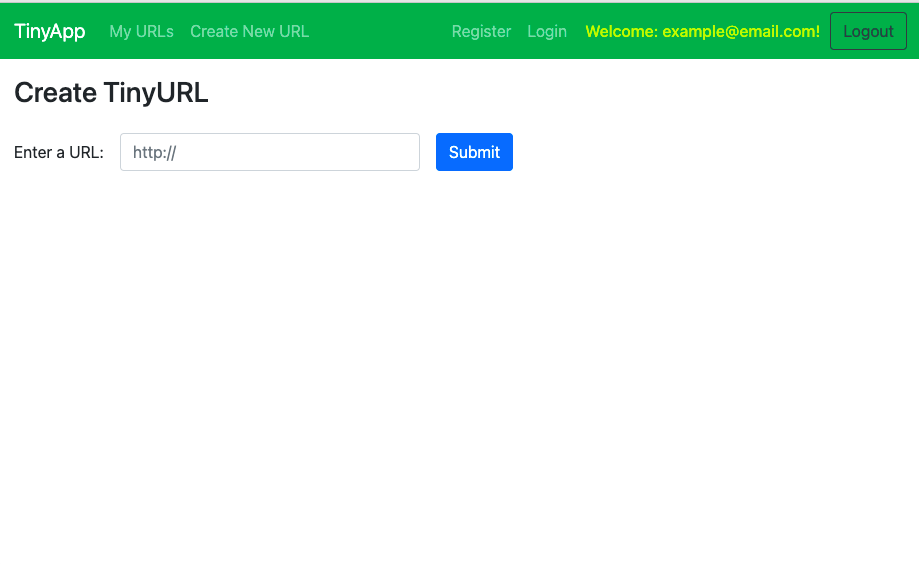 TinyApp My URLs Create New URL Register Login Welcome: example@email.com! Logout
Create TinyURL
Enter a URL: http:// Submit